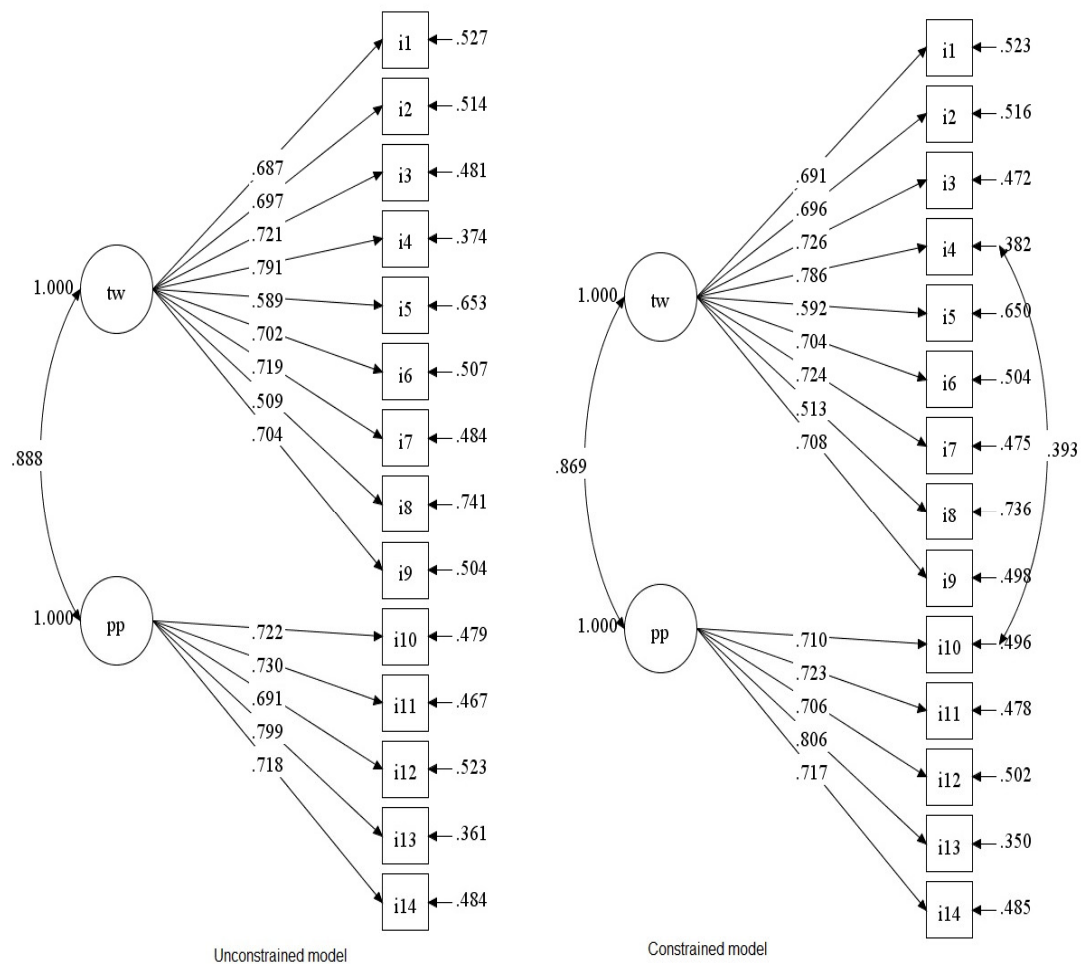 i1 .527
i2 .514
.687
i3 .481
.697
.721
i4 .374
.791
1.000 tw
.589
i5 .653
.702
i6 .507
.719
.509
i7 .484
.704
.888
i8 .741
i9 .504
1.000 pp
.722
i10 .479
.730
.691
i11 .467
.799
i12 .523
.718
i13 .361
i14 .484
Unconstrained model
i1 .523
i2 .516
.691
i3 .472
.696
.726
i4 .382
.786
1.000 tw
.592
i5 .650
.704
i6 .504
.724
.513
i7 .475
.708
.393
.869
i8 .736
i9 .498
1.000 pp
.710
i10 .496
.723
.706
i11 .478
.806
i12 .502
.717
i13 .350
i14 .485
Constrained model